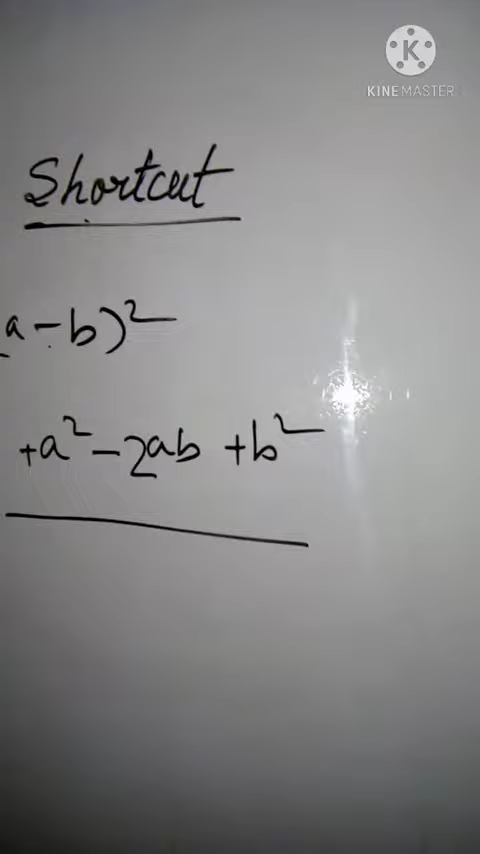 K
KINEMASTER
Shortcut
(a-b)²
+a²-2ab +b²